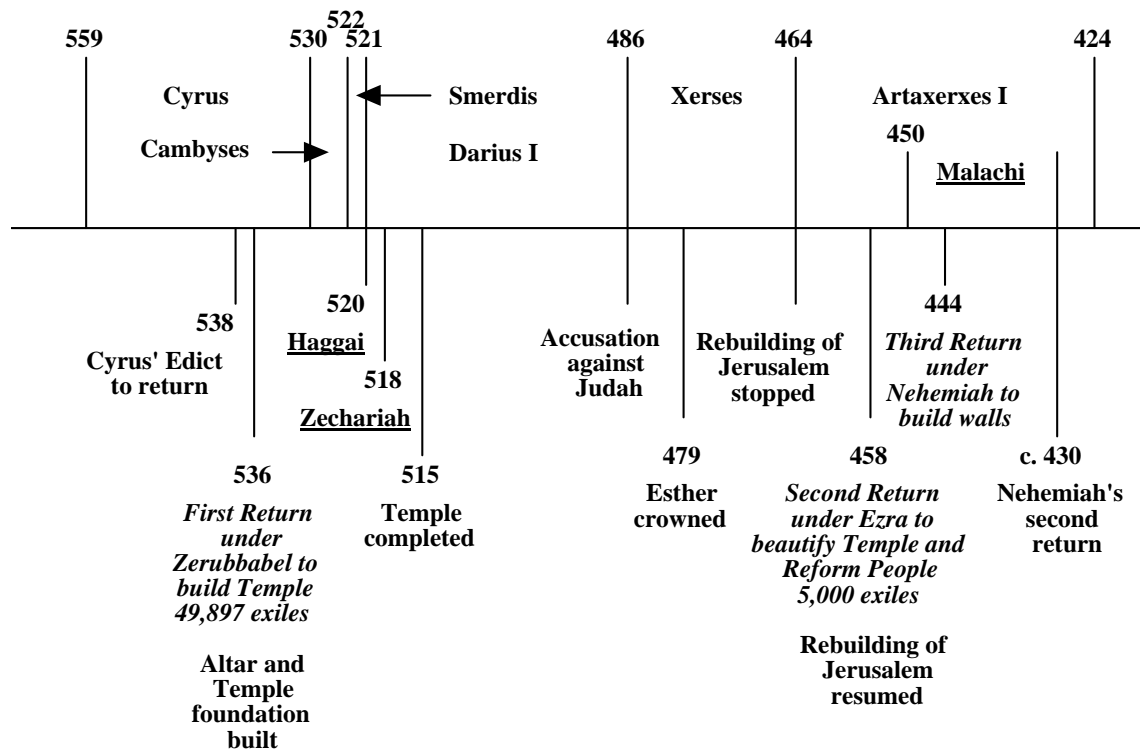 522
559
530
521
486
464
424
Cyrus
Smerdis
Xerses
Artaxerxes I
Cambyses
Darius I
450
Malachi
538
Cyrus' Edict
to return
520
Haggai
518
Zechariah
536
First Return
under
Zerubbabel to
build Temple
49,897 exiles
Altar and
Temple
foundation
built
515
Temple
completed
Accusation
against
Judah
479
Esther
crowned
Rebuilding of
Jerusalem
stopped
458
Second Return
under Ezra to
beautify Temple and
Reform People
5,000 exiles
Rebuilding of
Jerusalem
resumed
444
Third Return
under
Nehemiah to
build walls
c. 430
Nehemiah's
second
return